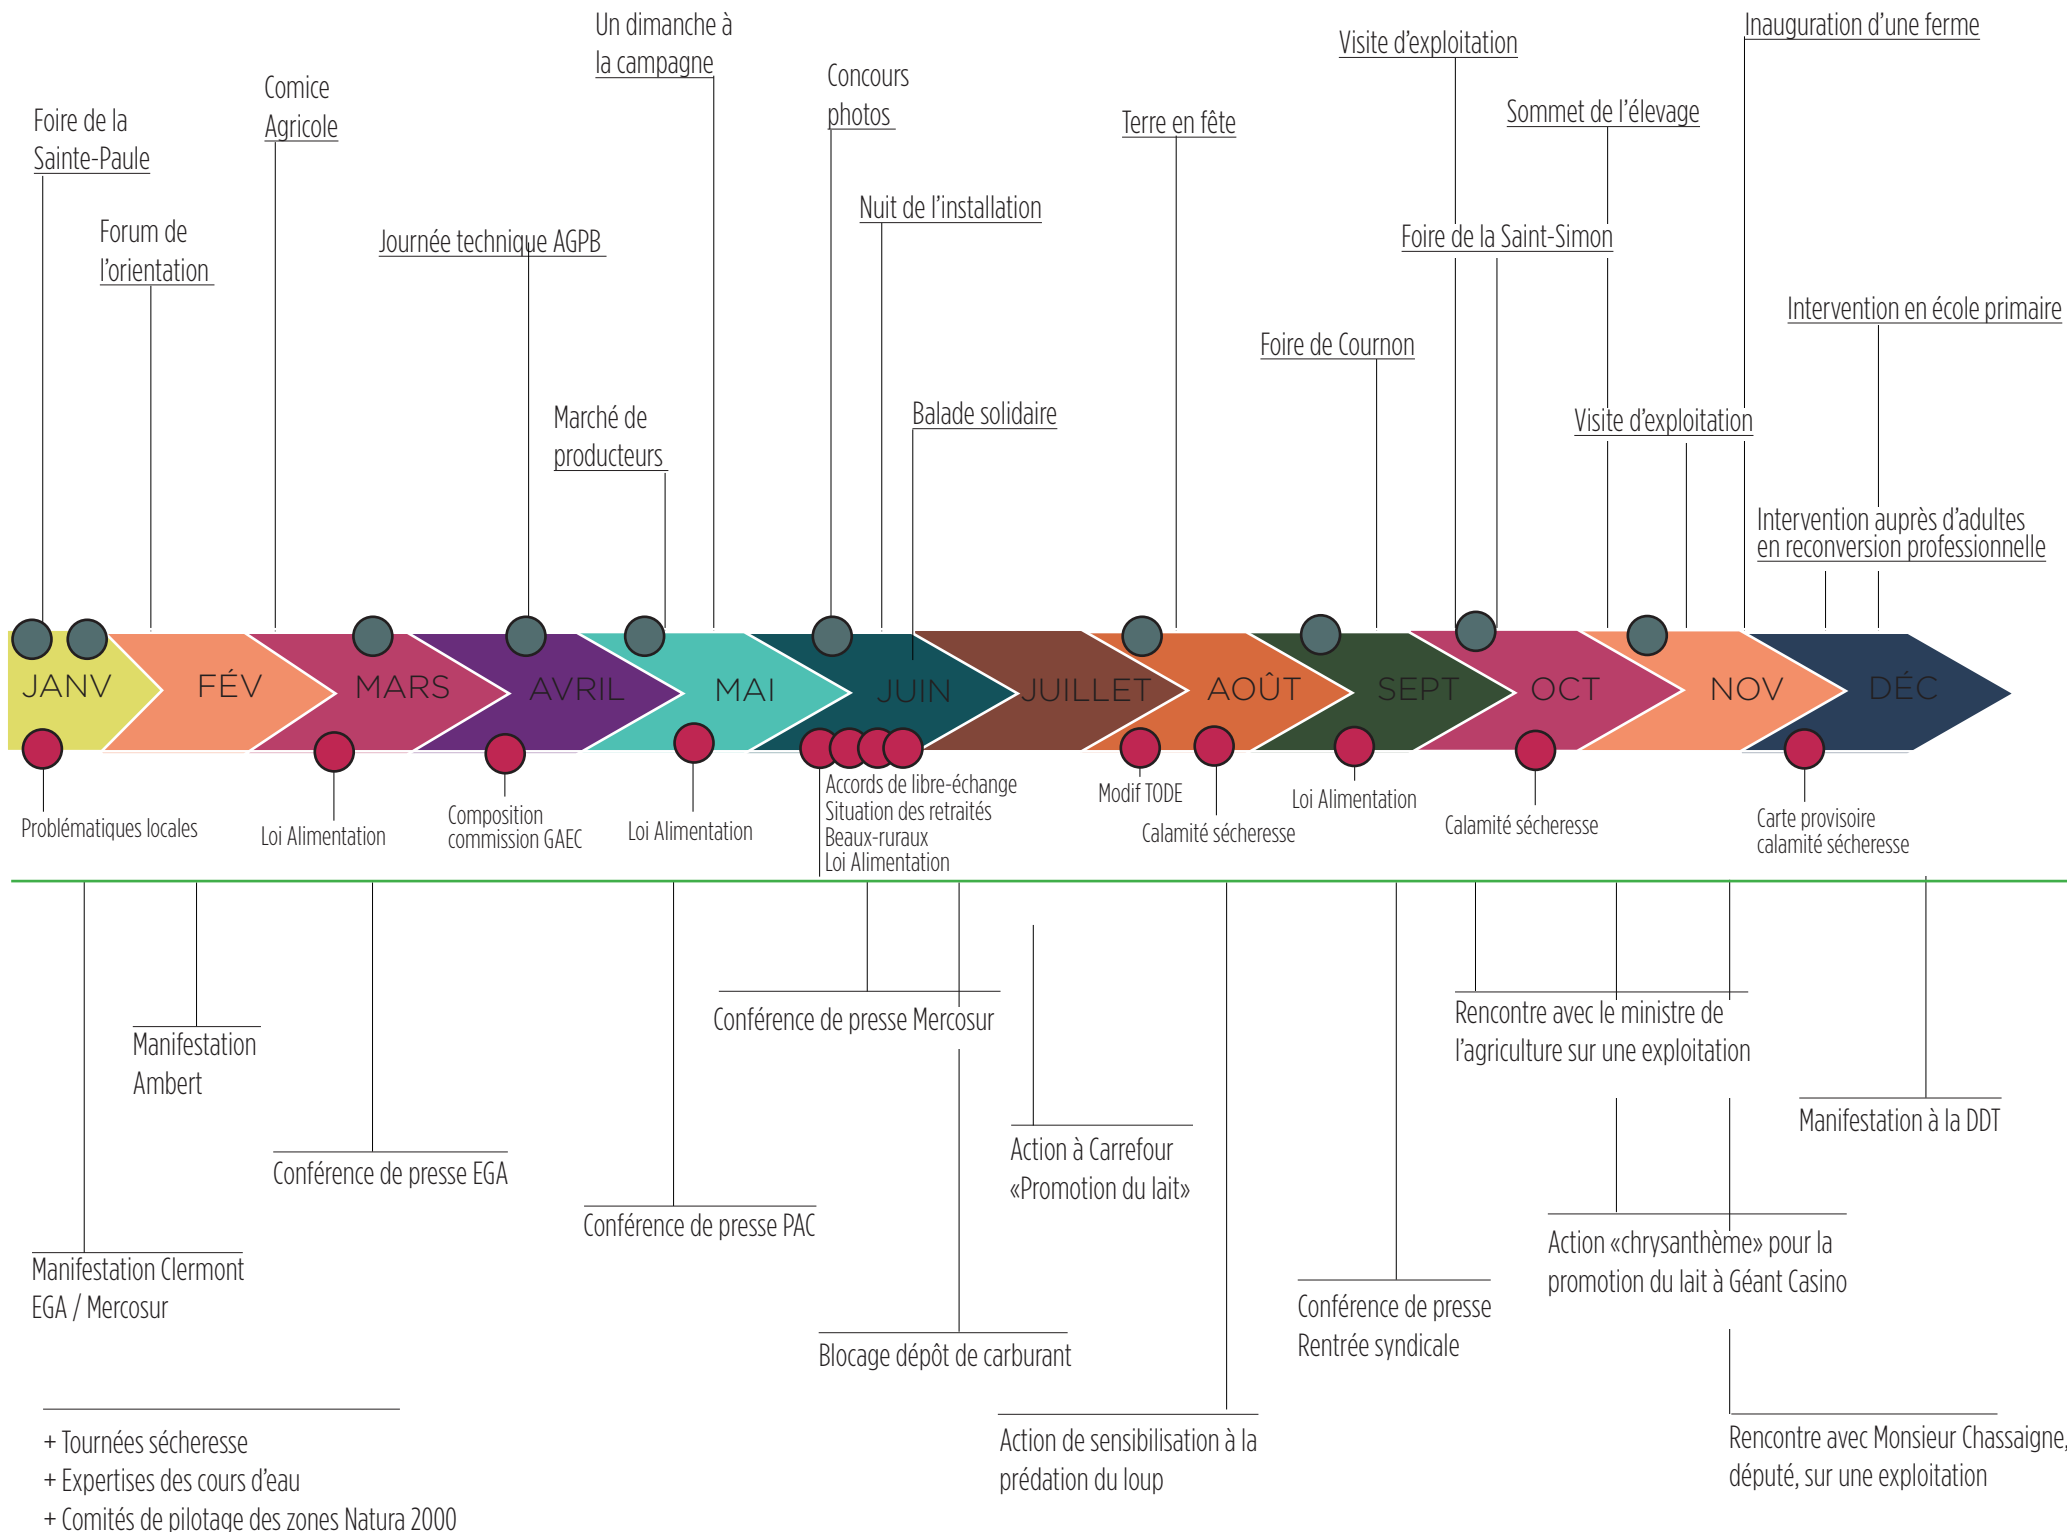 Foire de la
Sainte-Paule
Forum de
l'orientation
Comice
Agricole
Journée technique AGPB
Un dimanche à
la campagne
Marché de
producteurs
Concours
photos
Nuit de l'installation
Balade solidaire
Terre en fête
Foire de Cournon
Visite d'exploitation
Foire de la Saint-Simon
Sommet de l'élevage
Visite d'exploitation
Inauguration d'une ferme
Intervention en école primaire
Intervention auprès d'adultes
en reconversion professionnelle
JANV
FÉV
MARS
AVRIL
MAI
JUIN
JUILLET
AOÛT
SEPT
OCT
NOV
DÉC
Problématiques locales
Loi Alimentation
Composition
commission GAEC
Loi Alimentation
Accords de libre-échange
Situation des retraités
Beaux-ruraux
Loi Alimentation
Modif TODE
Calamité sécheresse
Loi Alimentation
Calamité sécheresse
Carte provisoire
calamité sécheresse
Manifestation Clermont
EGA / Mercosur
Manifestation
Ambert
Conférence de presse EGA
Conférence de presse PAC
Conférence de presse Mercosur
Blocage dépôt de carburant
Action à Carrefour
«Promotion du lait»
Action de sensibilisation à la
prédation du loup
Conférence de presse
Rentrée syndicale
Rencontre avec le ministre de
l'agriculture sur une exploitation
Action «chrysanthème» pour la
promotion du lait à Géant Casino
Rencontre avec Monsieur Chassaigne,
député, sur une exploitation
Manifestation à la DDT
+ Tournées sécheresse
+ Expertises des cours d'eau
+ Comités de pilotage des zones Natura 2000